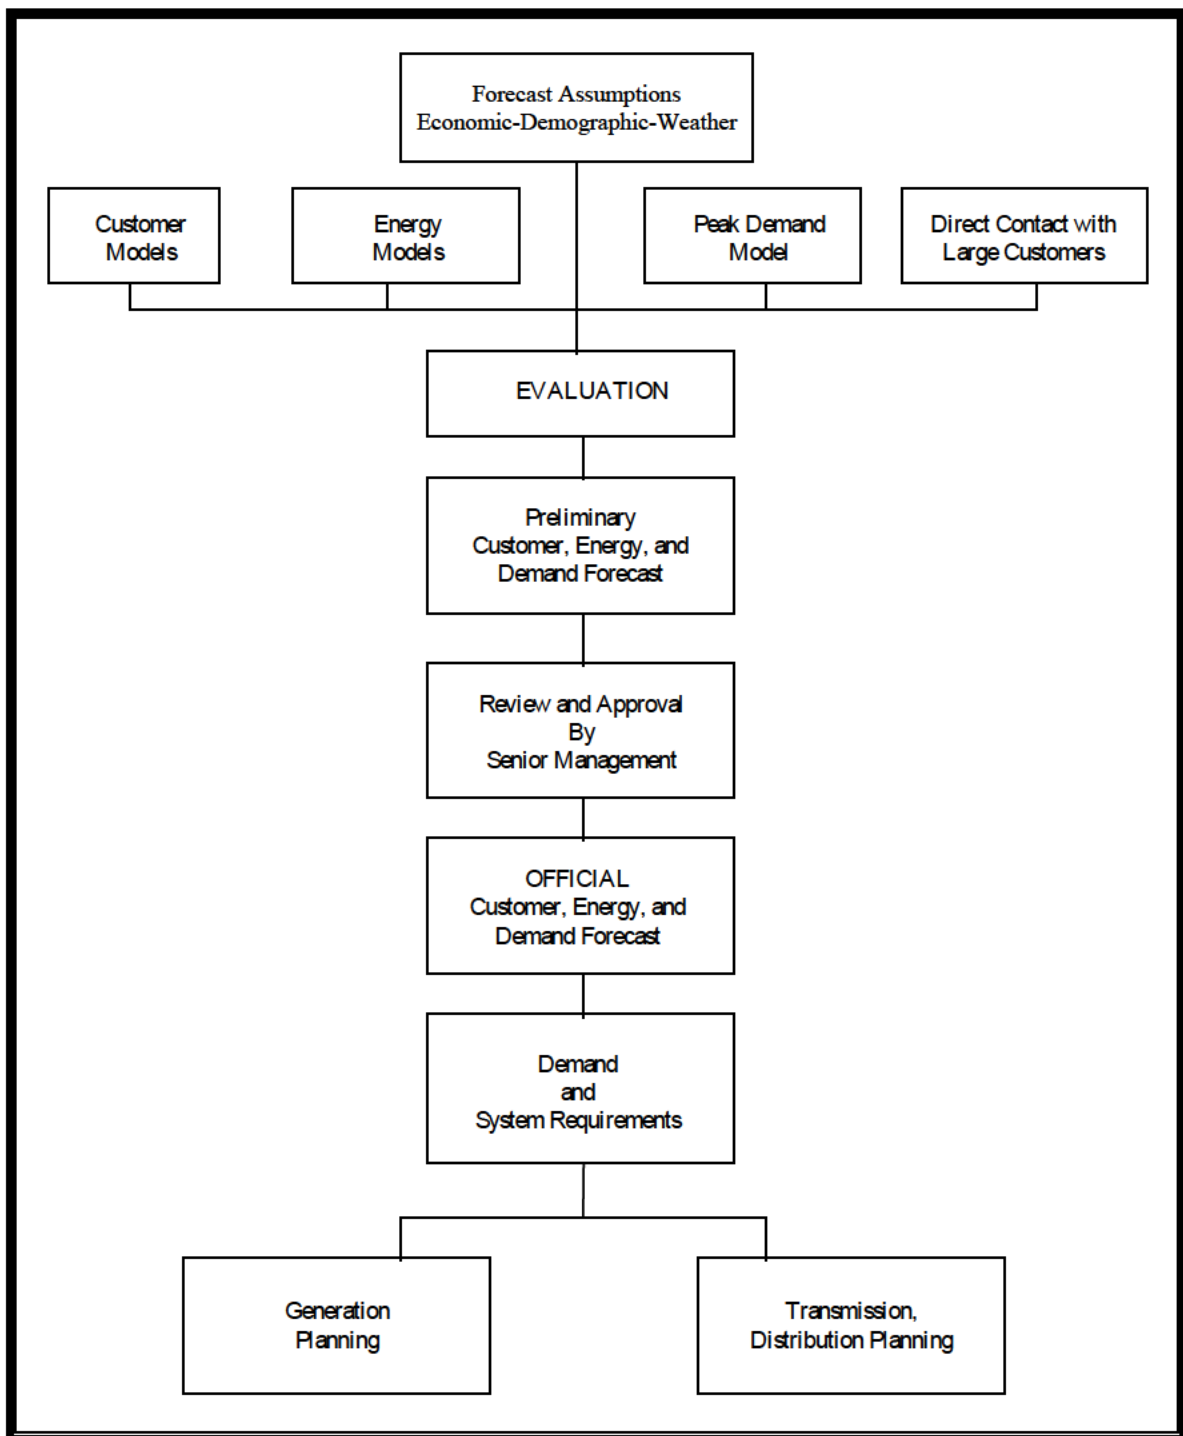 Forecast Assumptions
Economic-Demographic-Weather
Customer
Models
Energy
Models
Peak Demand
Model
Direct Contact with
Large Customers
EVALUATION
Preliminary
Customer, Energy, and
Demand Forecast
Review and Approval
By
Senior Management
OFFICIAL
Customer, Energy, and
Demand Forecast
Demand
and
System Requirements
Generation
Planning
Transmission,
Distribution Planning